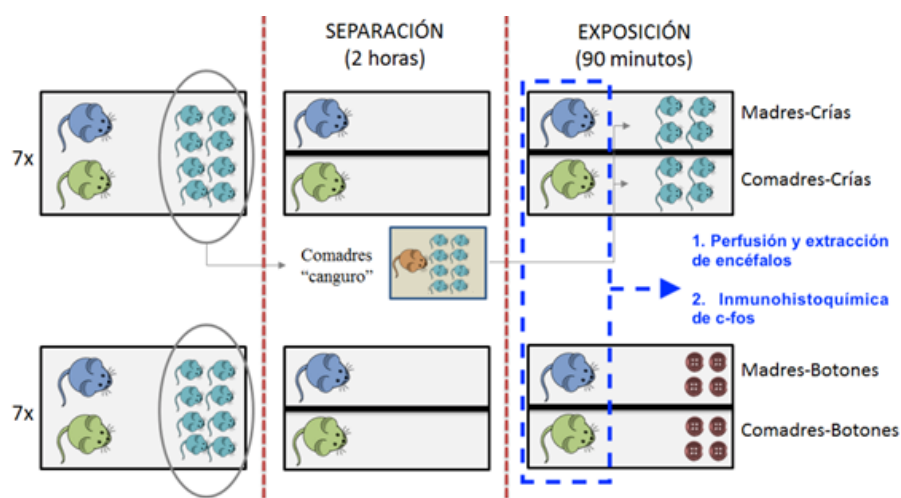 SEPARACIÓN
(2 horas)
EXPOSICIÓN
(90 minutos)
7x
Madres-Crías
Comadres-Crías
Comadres
“canguro”
1. Perfusión y extracción
de encéfalos
2. Inmunohistoquímica
de c-fos
7x
Madres-Botones
Comadres-Botones